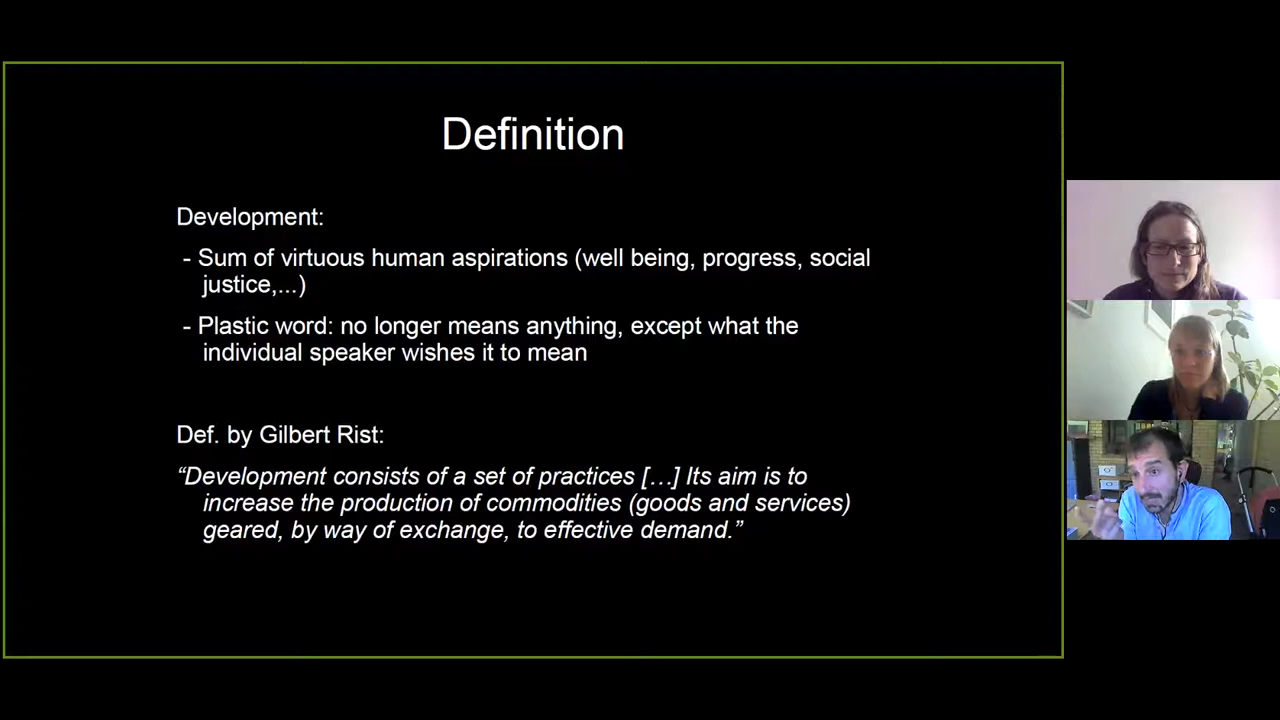 Definition
Development:
- Sum of virtuous human aspirations (well being, progress, social
justice,...)
- Plastic word: no longer means anything, except what the
individual speaker wishes it to mean
Def. by Gilbert Rist:
“Development consists of a set of practices [...] Its aim is to
increase the production of commodities (goods and services)
geared, by way of exchange, to effective demand.”